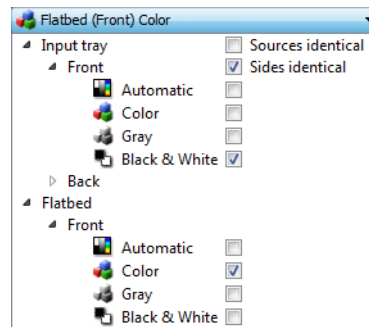 Flatbed (Front) Color
Input tray Sources identical
Front Sides identical
Automatic
Color
Gray
Black & White
Back
Flatbed
Front
Automatic
Color
Gray
Black & White